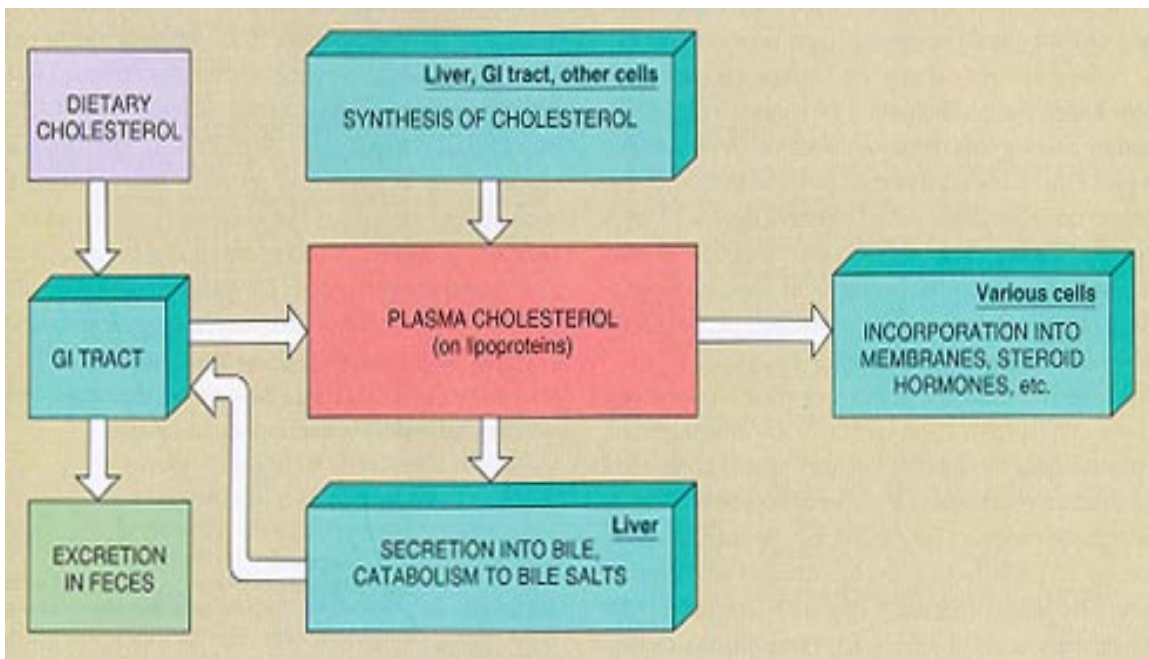 DIETARY
CHOLESTEROL
Liver, GI tract, other cells
SYNTHESIS OF CHOLESTEROL
GI TRACT
PLASMA CHOLESTEROL
(on lipoproteins)
Various cells
INCORPORATION INTO
MEMBRANES, STEROID
HORMONES, etc.
EXCRETION
IN FECES
Liver
SECRETION INTO BILE,
CATABOLISM TO BILE SALTS